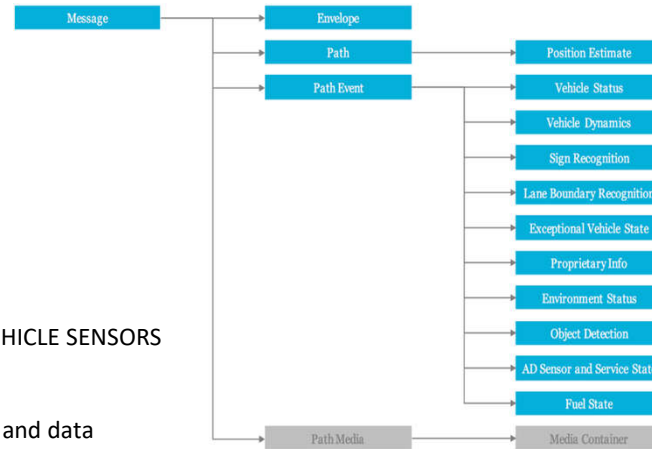 Message
Envelope
Path
Position Estimate
Path Event
Vehicle Status
Vehicle Dynamics
Sign Recognition
Lane Boundary Recognition
Exceptional Vehicle State
Proprietary Info
Environment Status
HICLE SENSORS
Object Detection
AD Sensor and Service State
Fuel State
and data
Path Media
Media Container